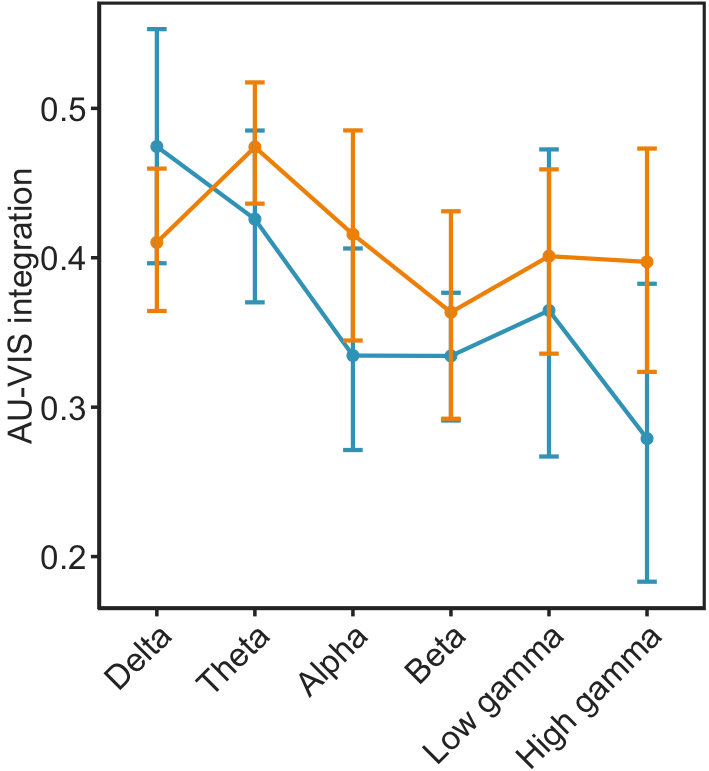 AU-VIS integration
0.5
0.4
0.3
0.2
Delta
Theta
Alpha
Beta
Low gamma
High gamma